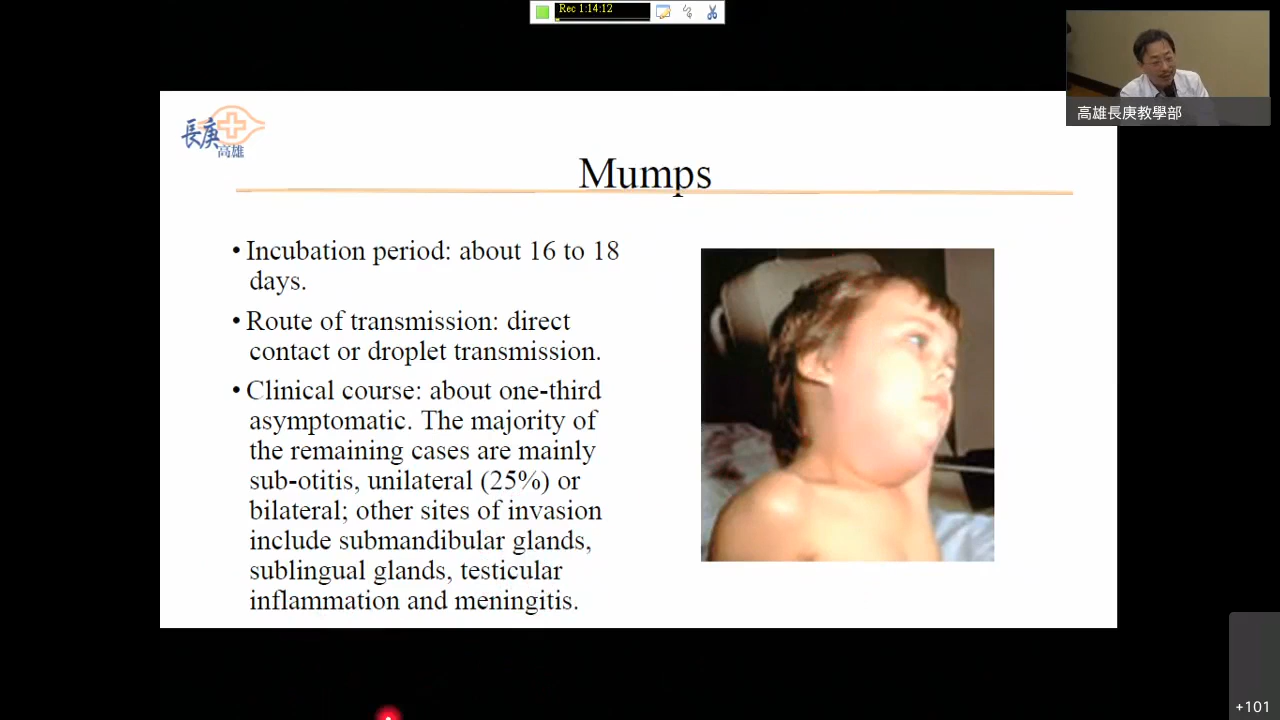 Rec 1:14:12
高雄長庚教學部
長庚
高雄
Mumps
• Incubation period: about 16 to 18
days.
• Route of transmission: direct
contact or droplet transmission.
• Clinical course: about one-third
asymptomatic. The majority of
the remaining cases are mainly
sub-otitis, unilateral (25%) or
bilateral; other sites of invasion
include submandibular glands,
sublingual glands, testicular
inflammation and meningitis.
+101